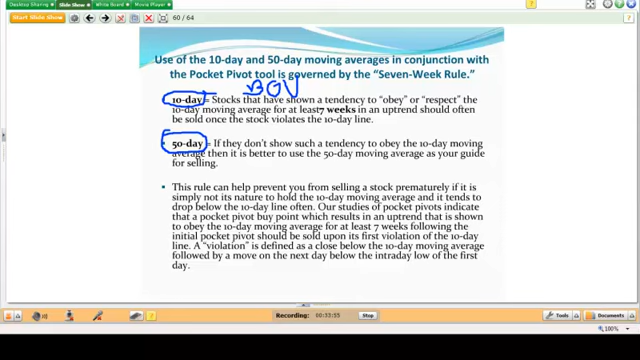 Desktop Sharing
Slide Show
White Board
Movie Player
Start Slide Show
60 / 64
Use of the 10-day and 50-day moving averages in conjunction
with the Pocket Pivot tool is governed by the “Seven-Week Rule.”
BOV
10-day = Stocks that have shown a tendency to “obey” or “respect” the
the 10-day moving average for at least 7 weeks in an uptrend should often
be sold once the stock violates the 10-day line.
50-day = If they don't show such a tendency to obey the 10-day moving
average then it is better to use the 50-day moving average as your guide
for selling.
This rule can help prevent you from selling a stock prematurely if it is
simply not its nature to hold the 10-day moving average and it tends to
drop below the 10-day line often. Our studies of pocket pivots indicate
that a pocket pivot buy point which results in an uptrend that is shown
to obey the 10-day moving average for at least 7 weeks following the
initial pocket pivot should be sold upon its first violation of the 10-day
line. A “violation” is defined as a close below the 10-day moving average
followed by a move on the next day below the intraday low of the first
day.
Recording:
00:33:55
Stop
Tools
Documents